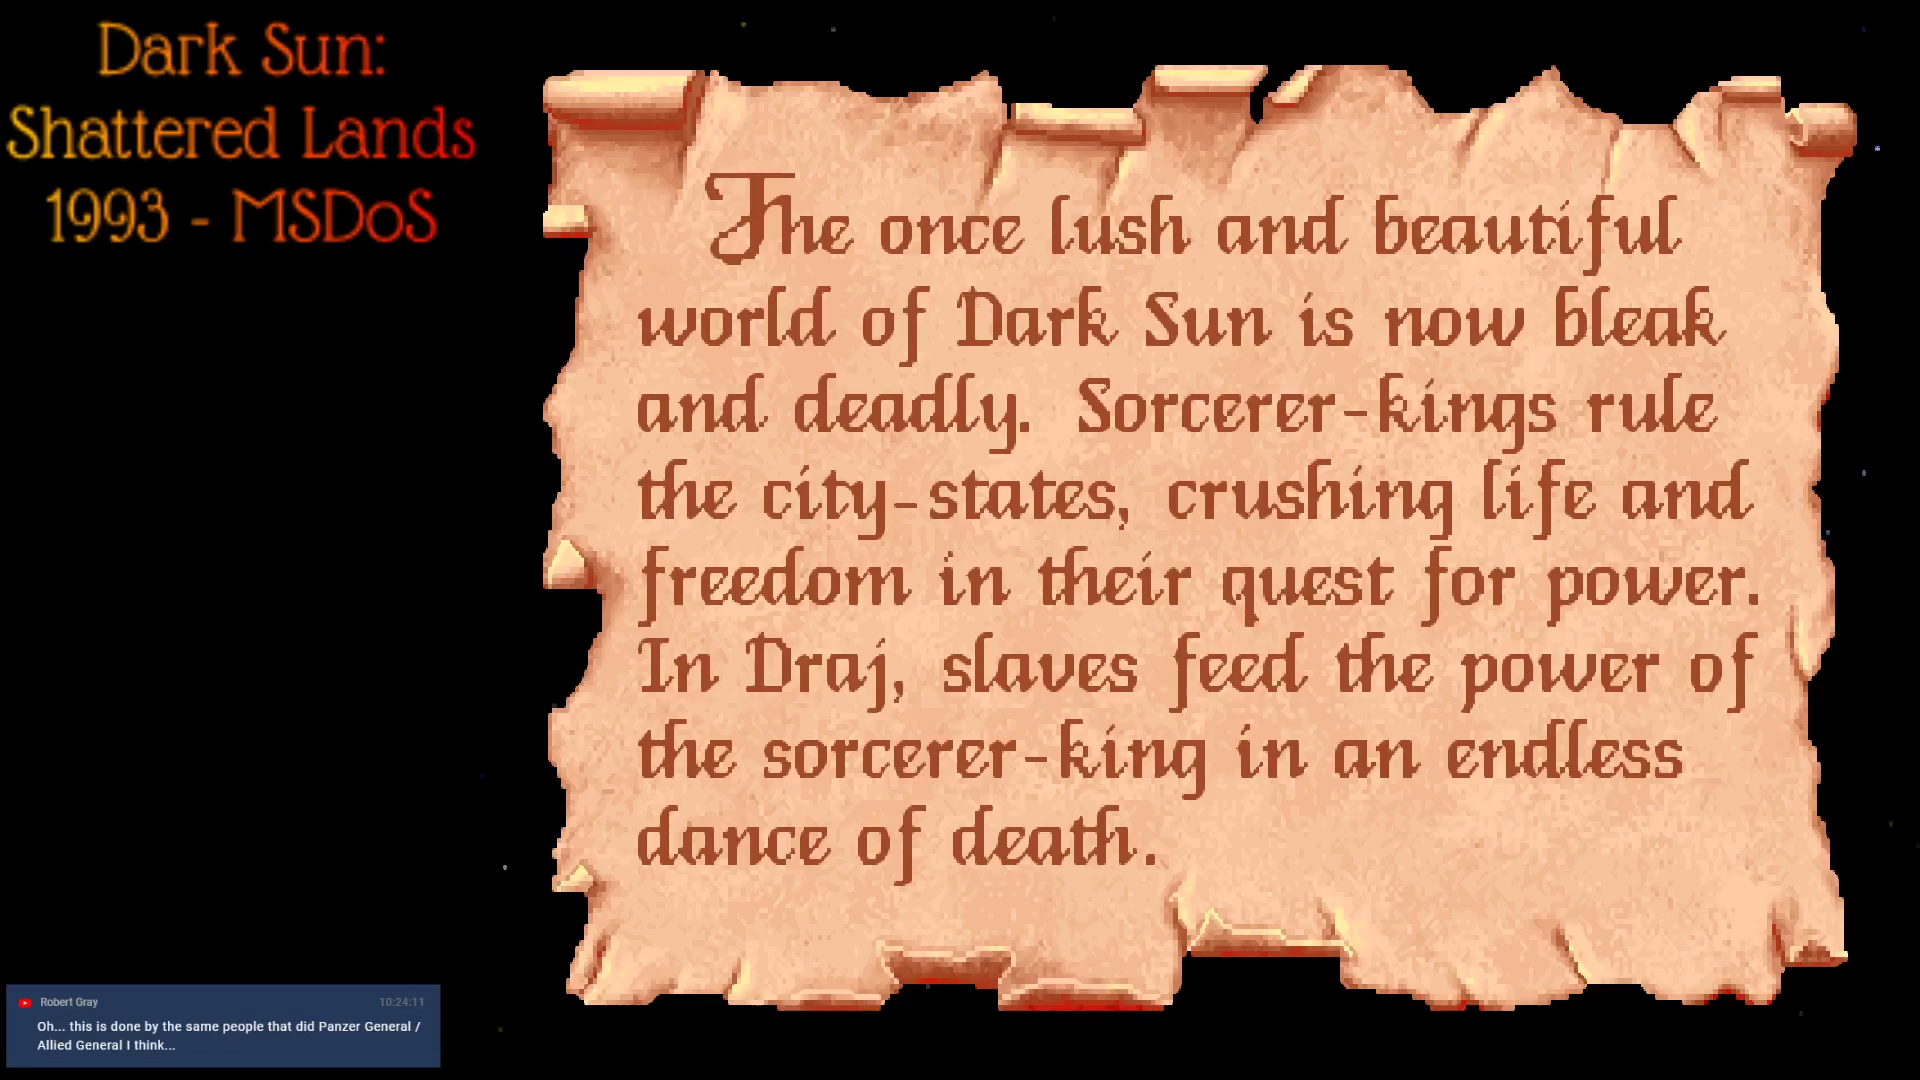 Dark Sun:
Shattered Lands
1993 - MSDoS
The once lush and beautiful
world of Dark Sun is now bleak
and deadly. Sorcerer-kings rule
the city-states, crushing life and
freedom in their quest for power.
In Draj, slaves feed the power of
the sorcerer-king in an endless
dance of death.
Robert Gray 10:24:11
Oh... this is done by the same people that did Panzer General /
Allied General I think...